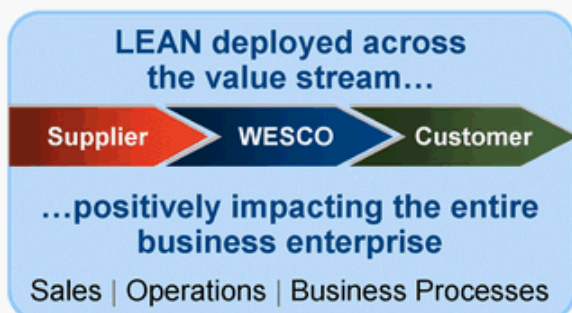 LEAN deployed across
the value stream...
Supplier WESCO Customer
...positively impacting the entire
business enterprise
Sales | Operations | Business Processes